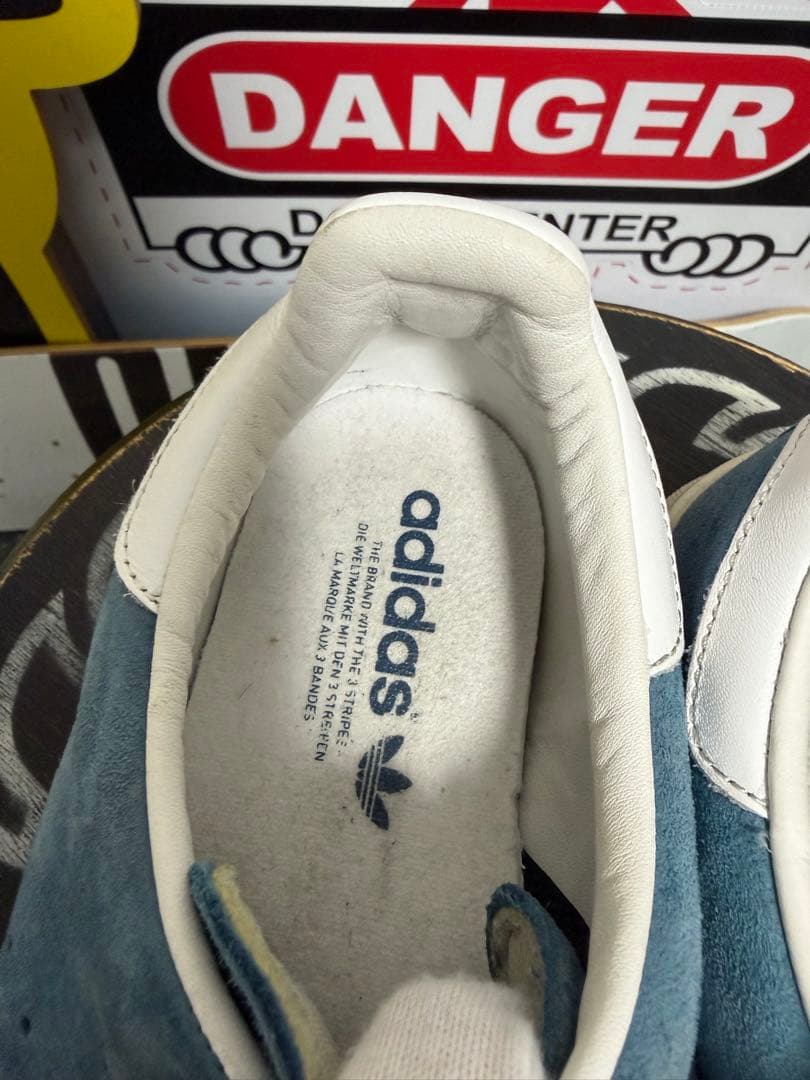 DANGER
adidas
THE BRAND WITH THE 3 STRIPES
DIE WELTMARKE MIT DEN 3 STREIFEN
LA MARQUE AUX 3 BANDES